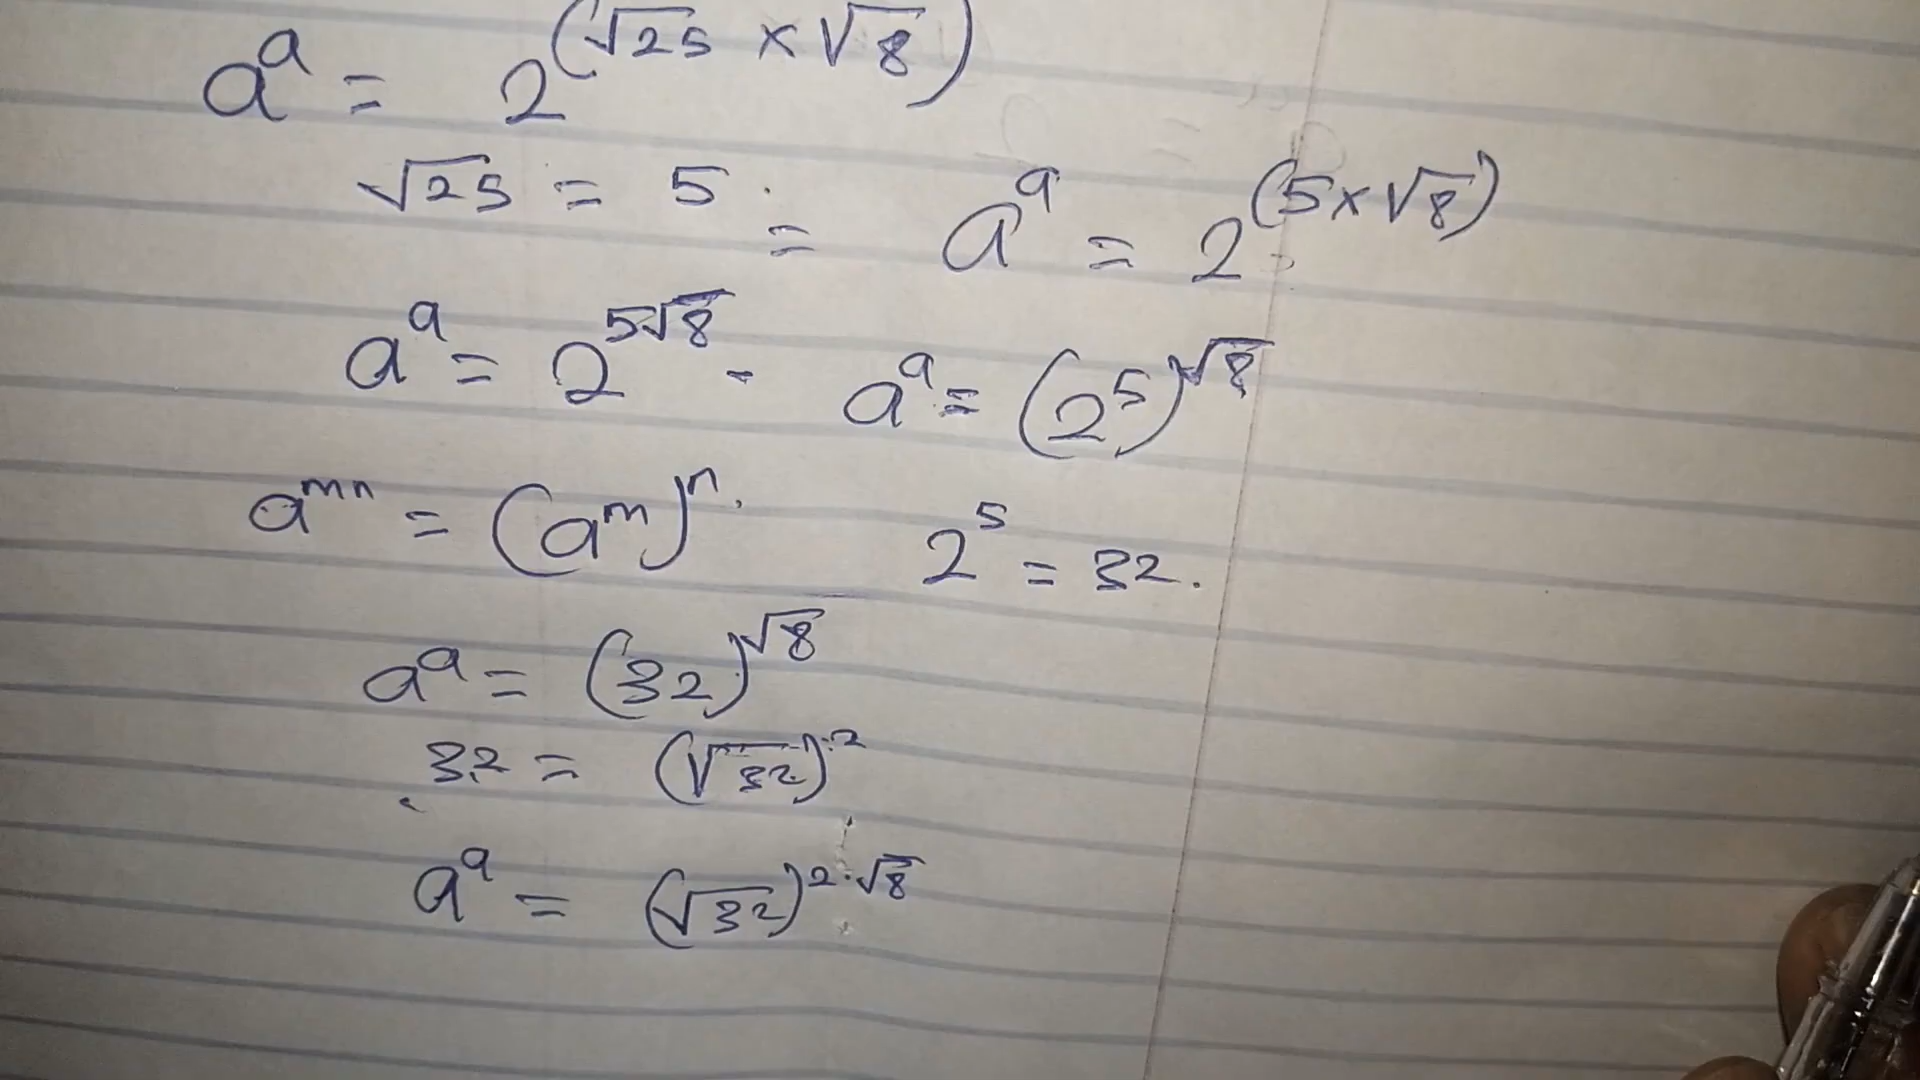 a^a = 2^(√25 × √8)
√25 = 5. = a^a = 2^(5×√8)
a^a = 2^5√8 - a^a = (2^5)^√8
a^mn = (a^m)^n. 2^5 = 32.
a^a = (32)^√8
32 = (√32)^2
a^a = (√32)^2·√8